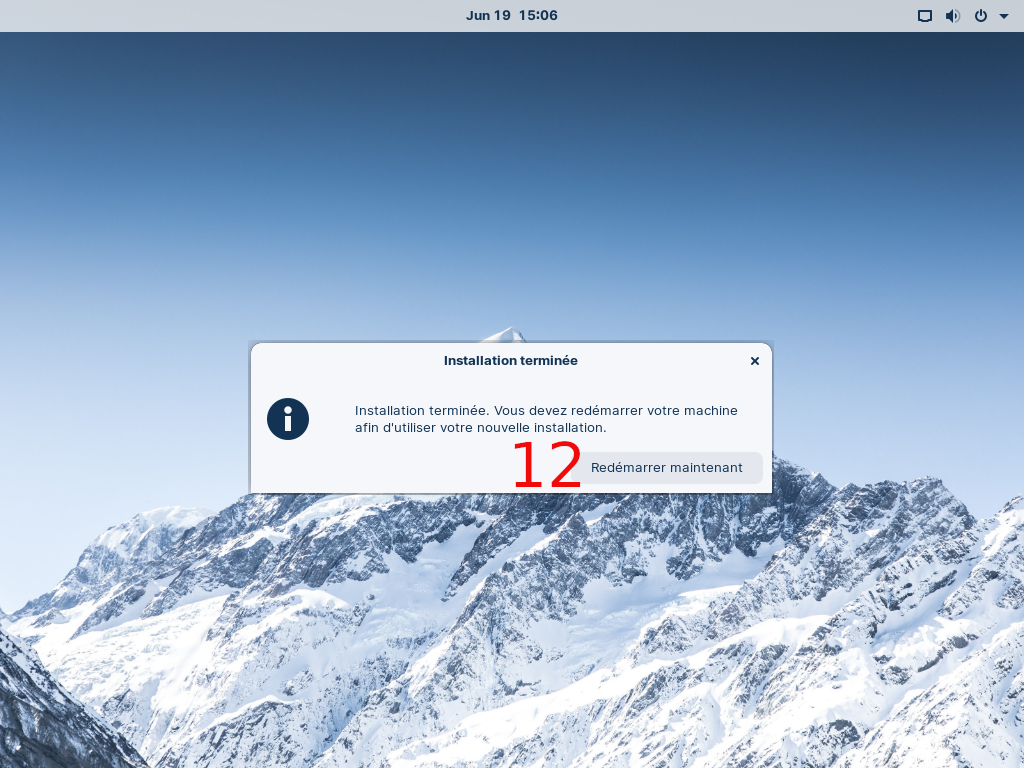 Jun 19 15:06
Installation terminée
Installation terminée. Vous devez redémarrer votre machine
afin d'utiliser votre nouvelle installation.
12
Redémarrer maintenant